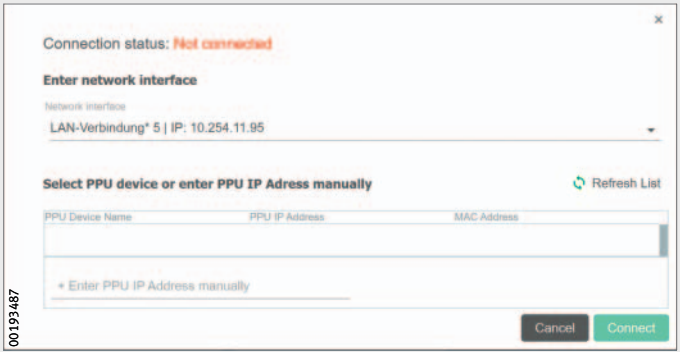 ×
Connection status: Not connected
Enter network interface
Network Interface
LAN-Verbindung* 5 | IP: 10.254.11.95
Select PPU device or enter PPU IP Adress manually
Refresh List
PPU Device Name PPU IP Address MAC Address
+ Enter PPU IP Address manually
Cancel Connect
00193487